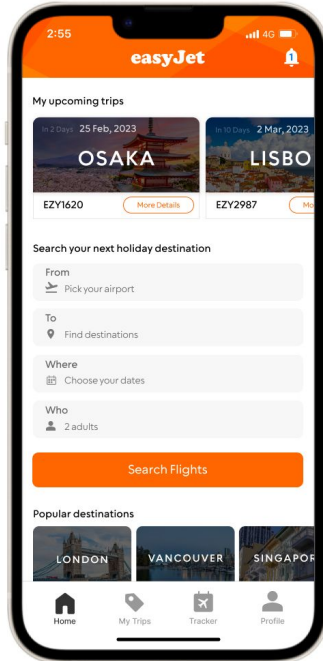 2:55
4G
easyJet
1
My upcoming trips
In 2 Days 25 Feb, 2023
OSAKA
EZY1620 More Details
In 10 Days 2 Mar, 2023
LISBO
EZY2987 Mo
Search your next holiday destination
From
Pick your airport
To
Find destinations
Where
Choose your dates
Who
2 adults
Search Flights
Popular destinations
LONDON
VANCOUVER
SINGAPOR
Home
My Trips
Tracker
Profile